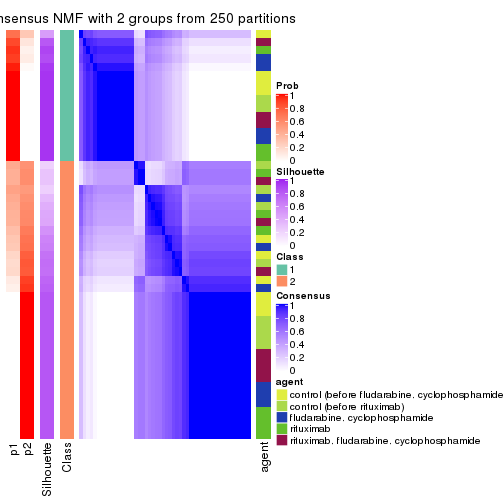 nsensus NMF with 2 groups from 250 partitions
Prob
1
0.8
0.6
0.4
0.2
0
Silhouette
1
0.8
0.6
0.4
0.2
0
Class
1
2
Consensus
1
0.8
0.6
0.4
0.2
0
agent
control (before fludarabine. cyclophosphamide
control (before rituximab)
fludarabine. cyclophosphamide
rituximab
rituximab. fludarabine. cyclophosphamide
p1
p2
Silhouette
Class
agent